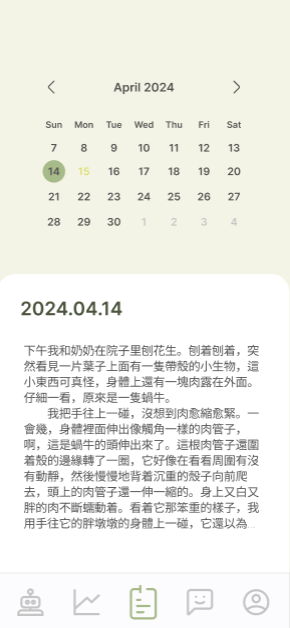 April 2024
Sun Mon Tue Wed Thu Fri Sat
7 8 9 10 11 12 13
14 15 16 17 18 19 20
21 22 23 24 25 26 27
28 29 30 1 2 3 4
2024.04.14
下午我和奶奶在院子里刨花生。刨着刨着，突
然看見一片葉子上面有一隻帶殼的小生物，這
小東西可真怪，身體上還有一塊肉露在外面。
仔細一看，原來是一隻蝸牛。
我把手往上一碰，沒想到肉愈縮愈緊。一
會幾，身體裡面伸出像觸角一樣的肉管子，
啊，這是蝸牛的頭伸出來了。這根肉管子還圍
着殼的邊緣轉了一圈，它好像在看看周圍有沒
有動靜，然後慢慢地背着沉重的殼子向前爬
去，頭上的肉管子還一伸一縮的。身上又白又
胖的肉不斷蠕動着。看着它那笨重的樣子，我
用手往它的胖墩墩的身體上一碰，它還以為